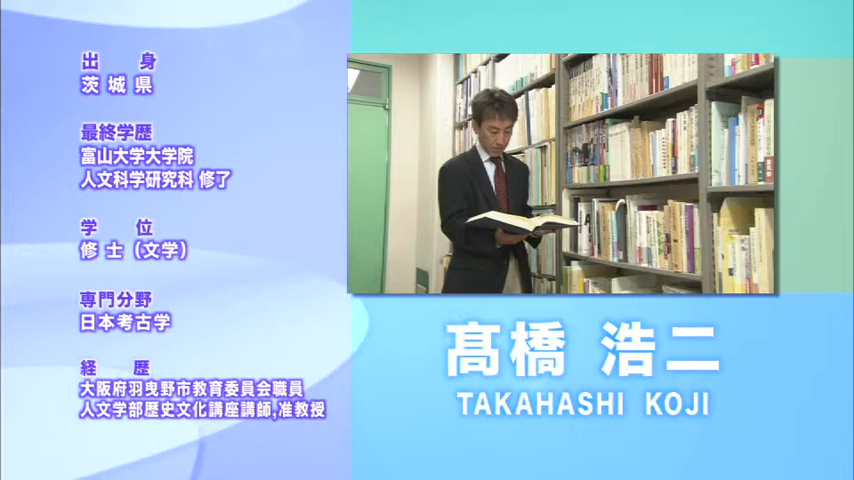 出 身
茨 城 県
最終学歴
富山大学大学院
人文科学研究科 修了
学 位
修 士（文学）
専門分野
日本考古学
経 歴
大阪府羽曳野市教育委員会職員
人文学部歴史文化講座講師,准教授
髙橋 浩二
TAKAHASHI KOJI